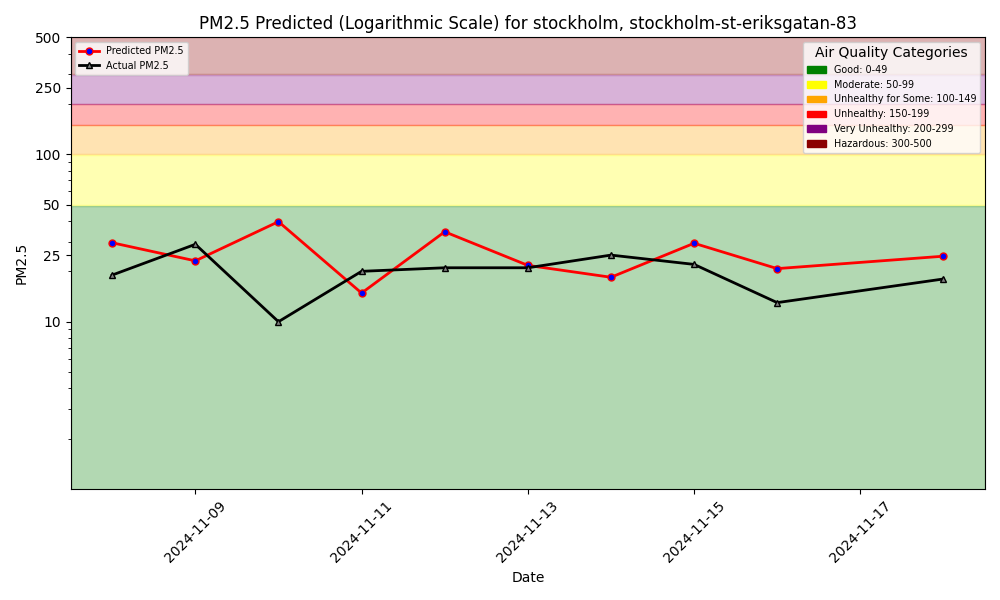 PM2.5 Predicted (Logarithmic Scale) for stockholm, stockholm-st-eriksgatan-83
500
250
100
50
25
10
PM2.5
Predicted PM2.5
Actual PM2.5
Air Quality Categories
Good: 0-49
Moderate: 50-99
Unhealthy for Some: 100-149
Unhealthy: 150-199
Very Unhealthy: 200-299
Hazardous: 300-500
2024-11-09
2024-11-11
2024-11-13
2024-11-15
2024-11-17
Date